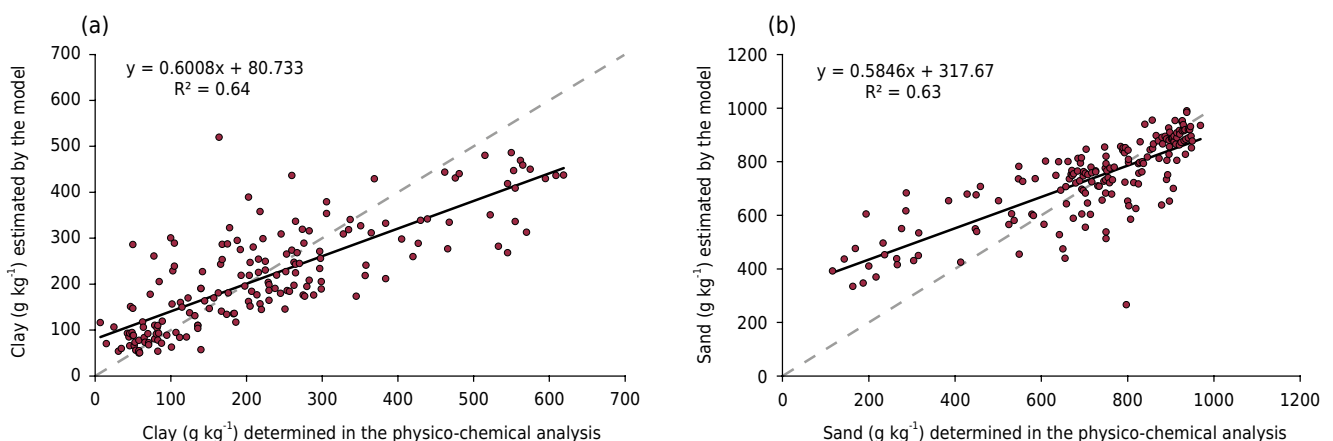 (a)
700
600
500
400
300
200
100
0
y = 0.6008x + 80.733
R² = 0.64
Clay (g kg⁻¹) estimated by the model
0 100 200 300 400 500 600 700
Clay (g kg⁻¹) determined in the physico-chemical analysis
(b)
1200
1000
800
600
400
200
0
y = 0.5846x + 317.67
R² = 0.63
Sand (g kg⁻¹) estimated by the model
0 200 400 600 800 1000 1200
Sand (g kg⁻¹) determined in the physico-chemical analysis